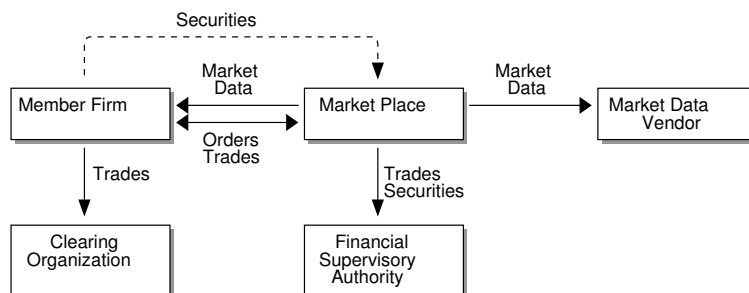 Securities
Market
Data
Market
Data
Member Firm
Market Place
Market Data
Vendor
Orders
Trades
Trades
Trades
Securities
Clearing
Organization
Financial
Supervisory
Authority